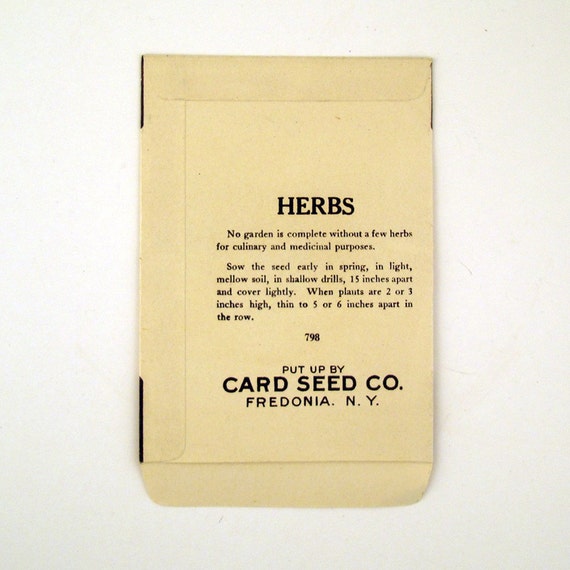 HERBS
No garden is complete without a few herbs
for culinary and medicinal purposes.
Sow the seed early in spring, in light,
mellow soil, in shallow drills, 15 inches apart
and cover lightly. When plants are 2 or 3
inches high, thin to 5 or 6 inches apart in
the row.
798
PUT UP BY
CARD SEED CO.
FREDONIA. N. Y.